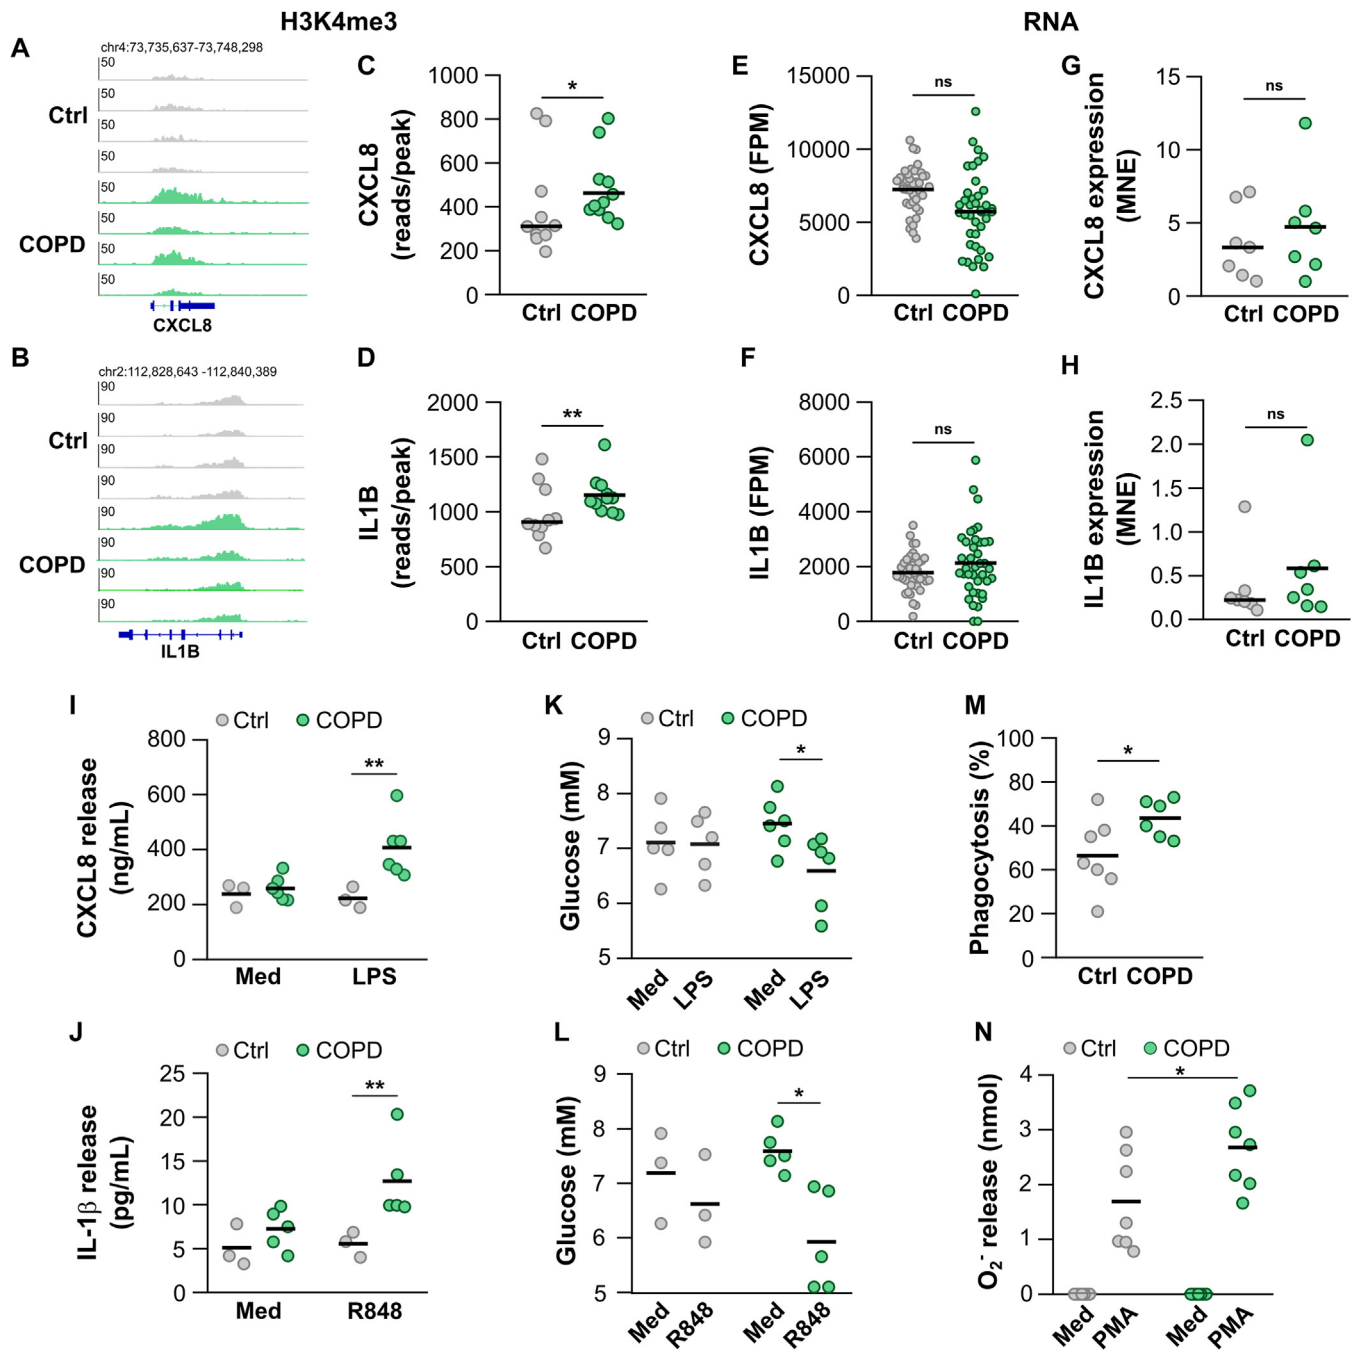 H3K4me3
RNA
A
chr4:73,735,637-73,748,298
50
50
50
50
50
50
50
50
Ctrl
COPD
CXCL8
B
chr2:112,828,643 -112,840,389
90
90
90
90
90
90
90
90
Ctrl
COPD
IL1B
C
CXCL8
(reads/peak)
1000
800
600
400
200
0
*
Ctrl COPD
D
IL1B
(reads/peak)
2000
1500
1000
500
0
**
Ctrl COPD
E
CXCL8 (FPM)
15000
10000
5000
0
ns
Ctrl COPD
F
IL1B (FPM)
8000
6000
4000
2000
0
ns
Ctrl COPD
G
CXCL8 expression
(MNE)
15
10
5
0
ns
Ctrl COPD
H
IL1B expression
(MNE)
2.5
2.0
1.5
1.0
0.5
0.0
ns
Ctrl COPD
I
Ctrl COPD
CXCL8 release
(ng/mL)
800
600
400
200
0
**
Med LPS
J
Ctrl COPD
IL-1β release
(pg/mL)
25
20
15
10
5
0
**
Med R848
K
Ctrl COPD
Glucose (mM)
9
8
7
6
5
*
Med LPS Med LPS
L
Ctrl COPD
Glucose (mM)
9
8
7
6
5
*
Med R848 Med R848
M
Phagocytosis (%)
100
80
40
60
20
0
*
Ctrl COPD
N
Ctrl COPD
O₂⁻ release (nmol)
4
3
2
1
0
*
Med PMA Med PMA